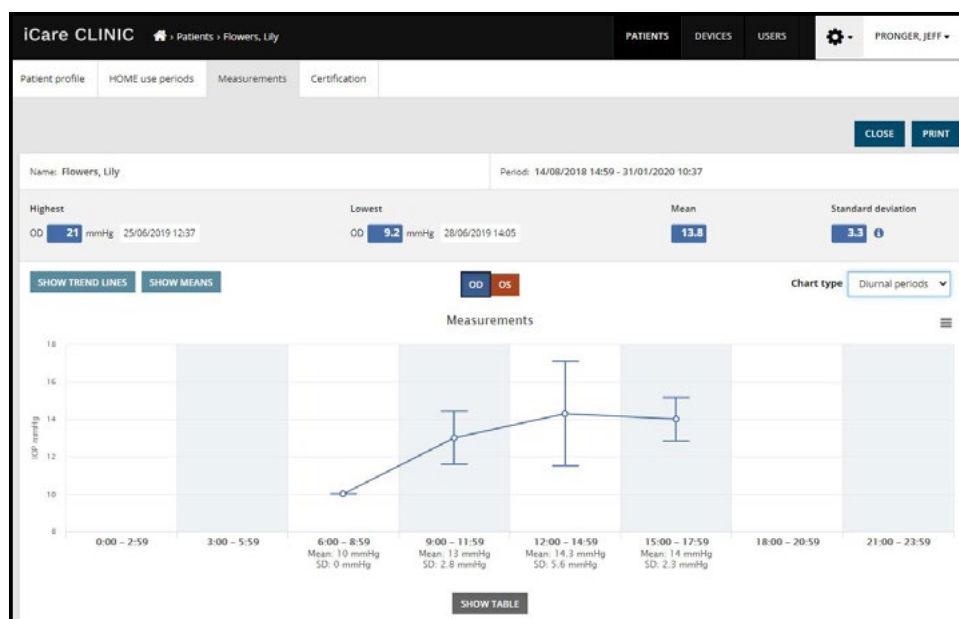 iCare CLINIC › Patients › Flowers, Lily PATIENTS DEVICES USERS PRONGER, JEFF
Patient profile HOME use periods Measurements Certification
CLOSE PRINT
Name: Flowers, Lily Period: 14/08/2018 14:59 - 31/01/2020 10:37
Highest Lowest Mean Standard deviation
OD 21 mmHg 25/06/2019 12:37 OD 9.2 mmHg 28/06/2019 14:05 13.8 3.3
SHOW TREND LINES SHOW MEANS OD OS Chart type Diurnal periods
Measurements
18
16
14
12
10
8
IOP mmHg
0:00 – 2:59 3:00 – 5:59 6:00 – 8:59 9:00 – 11:59 12:00 – 14:59 15:00 – 17:59 18:00 – 20:59 21:00 – 23:59
Mean: 10 mmHg Mean: 13 mmHg Mean: 14.3 mmHg Mean: 14 mmHg
SD: 0 mmHg SD: 2.8 mmHg SD: 5.6 mmHg SD: 2.3 mmHg
SHOW TABLE